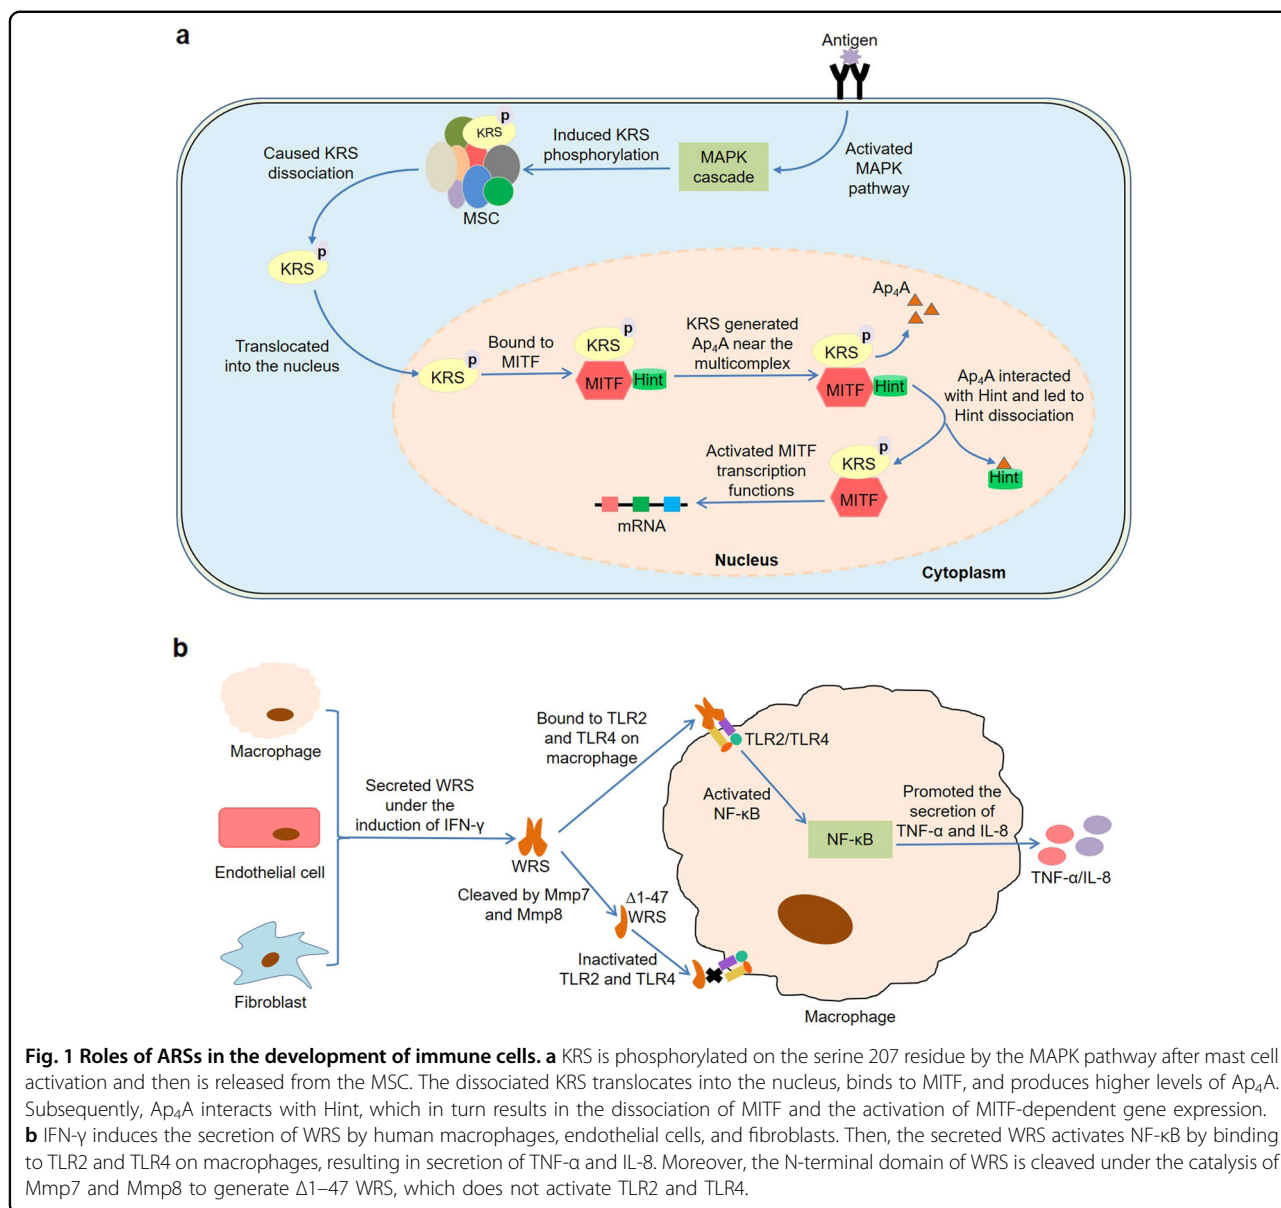 a
Antigen
Activated
MAPK
pathway
MAPK
cascade
Induced KRS
phosphorylation
p
KRS
MSC
Caused KRS
dissociation
p
KRS
Translocated
into the nucleus
p
KRS
Bound to
MITF
p
KRS
MITF
Hint
KRS generated
Ap₄A near the
multicomplex
p
KRS
MITF
Hint
Ap₄A
Ap₄A interacted
with Hint and led to
Hint dissociation
Hint
p
KRS
MITF
Activated MITF
transcription
functions
mRNA
Nucleus
Cytoplasm
b
Macrophage
Endothelial cell
Fibroblast
Secreted WRS
under the
induction of IFN-γ
WRS
Bound to TLR2
and TLR4 on
macrophage
TLR2/TLR4
Activated
NF-κB
NF-κB
Promoted the
secretion of
TNF-α and IL-8
TNF-α/IL-8
Cleaved by Mmp7
and Mmp8
Δ1-47
WRS
Inactivated
TLR2 and TLR4
Macrophage
Fig. 1 Roles of ARSs in the development of immune cells. a KRS is phosphorylated on the serine 207 residue by the MAPK pathway after mast cell
activation and then is released from the MSC. The dissociated KRS translocates into the nucleus, binds to MITF, and produces higher levels of Ap₄A.
Subsequently, Ap₄A interacts with Hint, which in turn results in the dissociation of MITF and the activation of MITF-dependent gene expression.
b IFN-γ induces the secretion of WRS by human macrophages, endothelial cells, and fibroblasts. Then, the secreted WRS activates NF-κB by binding
to TLR2 and TLR4 on macrophages, resulting in secretion of TNF-α and IL-8. Moreover, the N-terminal domain of WRS is cleaved under the catalysis of
Mmp7 and Mmp8 to generate Δ1–47 WRS, which does not activate TLR2 and TLR4.